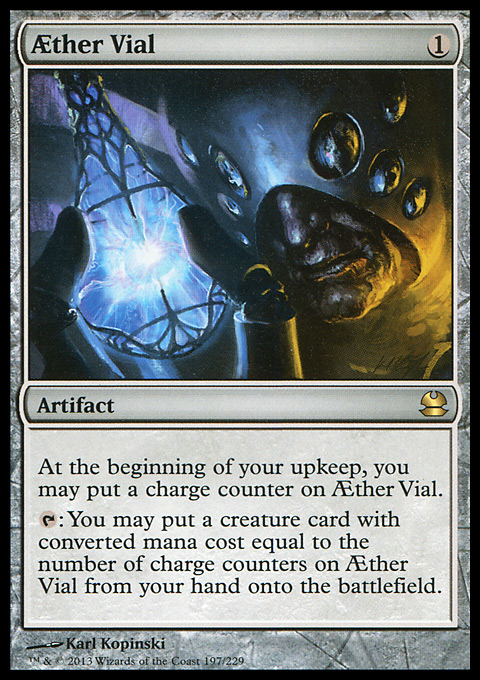 Æther Vial 1
Artifact
At the beginning of your upkeep, you
may put a charge counter on Æther Vial.
: You may put a creature card with
converted mana cost equal to the
number of charge counters on Æther
Vial from your hand onto the battlefield.
Karl Kopinski
™ & © 2013 Wizards of the Coast 197/229